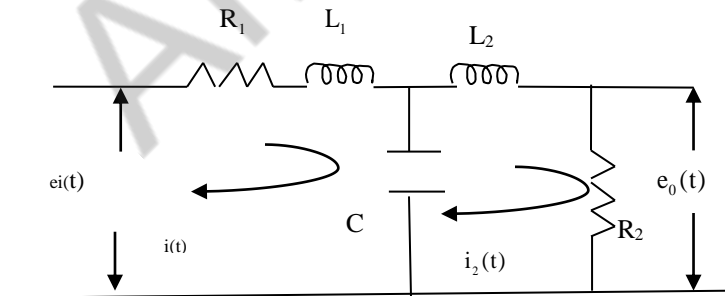 R₁ L₁ L₂
ei(t) e₀(t)
C R₂
i(t) i₂(t)